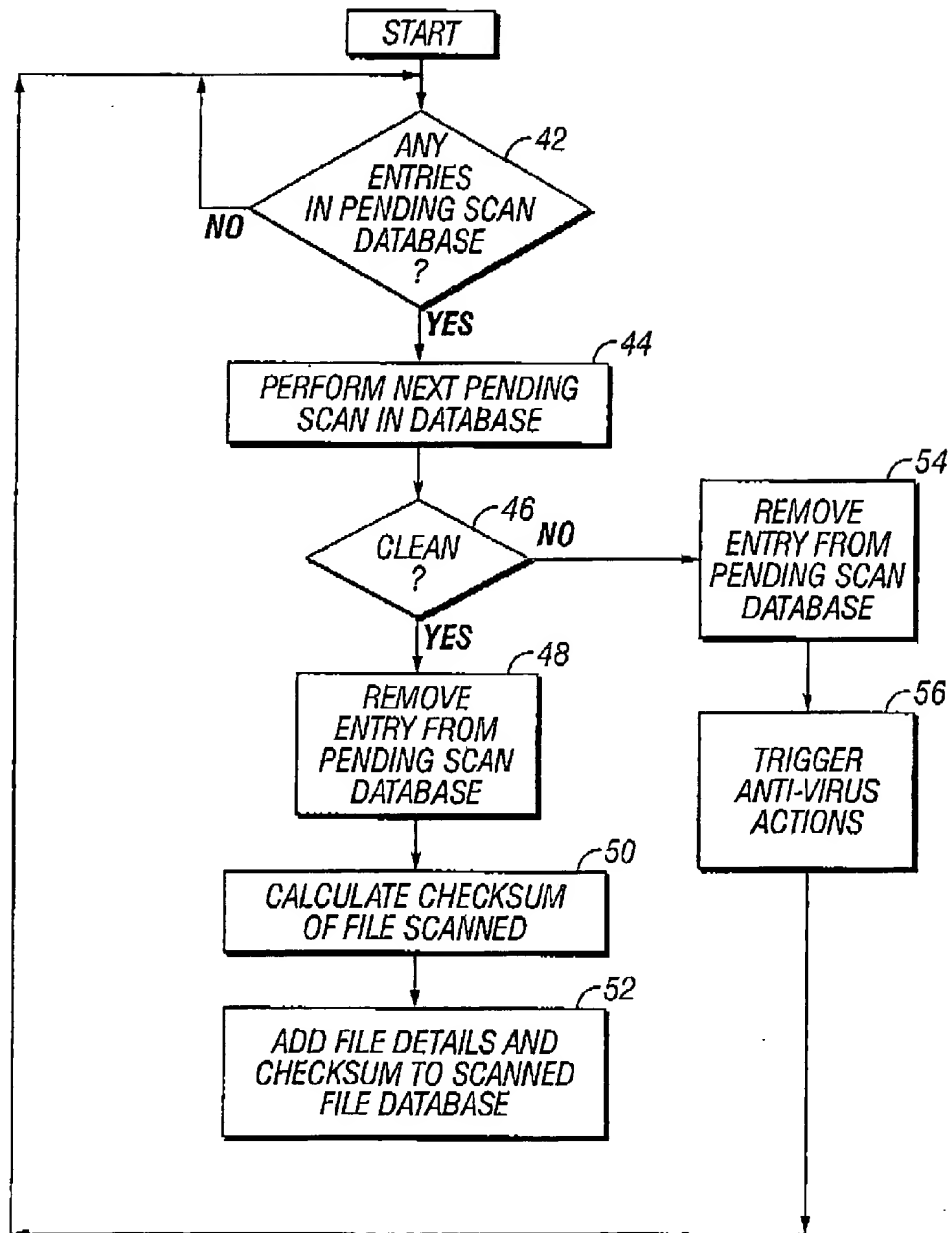 START
42
ANY
ENTRIES
IN PENDING SCAN
DATABASE
?
NO
YES
44
PERFORM NEXT PENDING
SCAN IN DATABASE
46
CLEAN
?
NO
YES
54
REMOVE
ENTRY FROM
PENDING SCAN
DATABASE
48
REMOVE
ENTRY FROM
PENDING SCAN
DATABASE
56
TRIGGER
ANTI-VIRUS
ACTIONS
50
CALCULATE CHECKSUM
OF FILE SCANNED
52
ADD FILE DETAILS AND
CHECKSUM TO SCANNED
FILE DATABASE